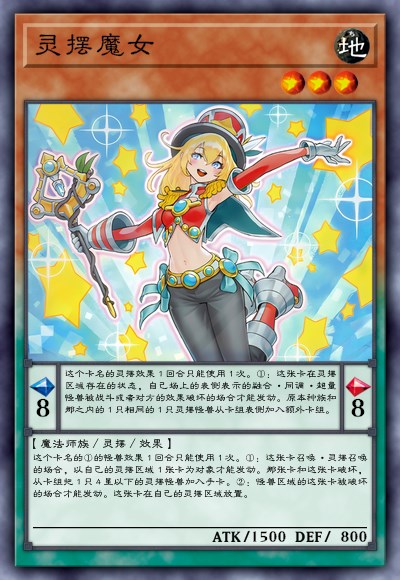 灵摆魔女
地
这个卡名的灵摆效果1回合只能使用1次。①：这张卡在灵摆
区域存在的状态，自己场上的表侧表示的融合·同调·超量
怪兽被战斗或者对方的效果破坏的场合才能发动。原本种族和
那之内的1只相同的1只灵摆怪兽从卡组表侧加入额外卡组。
8
8
【魔法师族／灵摆／效果】
这个卡名的①的怪兽效果1回合只能使用1次。①：这张卡召唤·灵摆召唤
的场合，以自己的灵摆区域1张卡为对象才能发动。那张卡和这张卡破坏，
从卡组把1只4星以下的灵摆怪兽加入手卡。②：怪兽区域的这张卡被破坏
的场合才能发动。这张卡在自己的灵摆区域放置。
ATK/1500 DEF/ 800